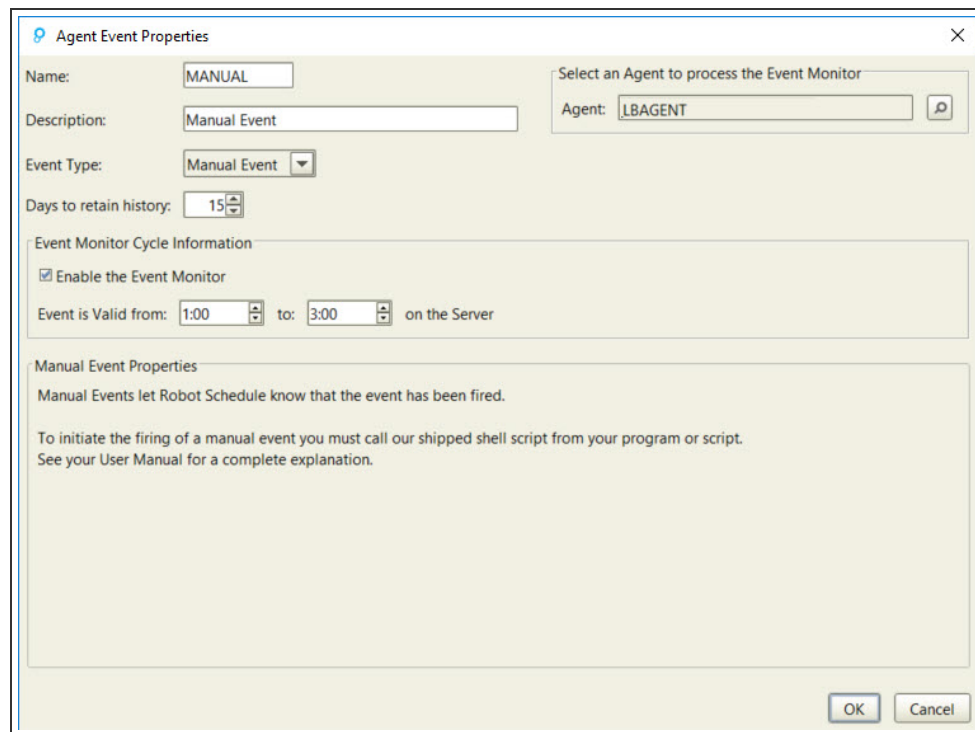 Agent Event Properties
Name: MANUAL
Select an Agent to process the Event Monitor
Agent: LBAGENT
Description: Manual Event
Event Type: Manual Event
Days to retain history: 15
Event Monitor Cycle Information
Enable the Event Monitor
Event is Valid from: 1:00 to: 3:00 on the Server
Manual Event Properties
Manual Events let Robot Schedule know that the event has been fired.
To initiate the firing of a manual event you must call our shipped shell script from your program or script.
See your User Manual for a complete explanation.
OK Cancel